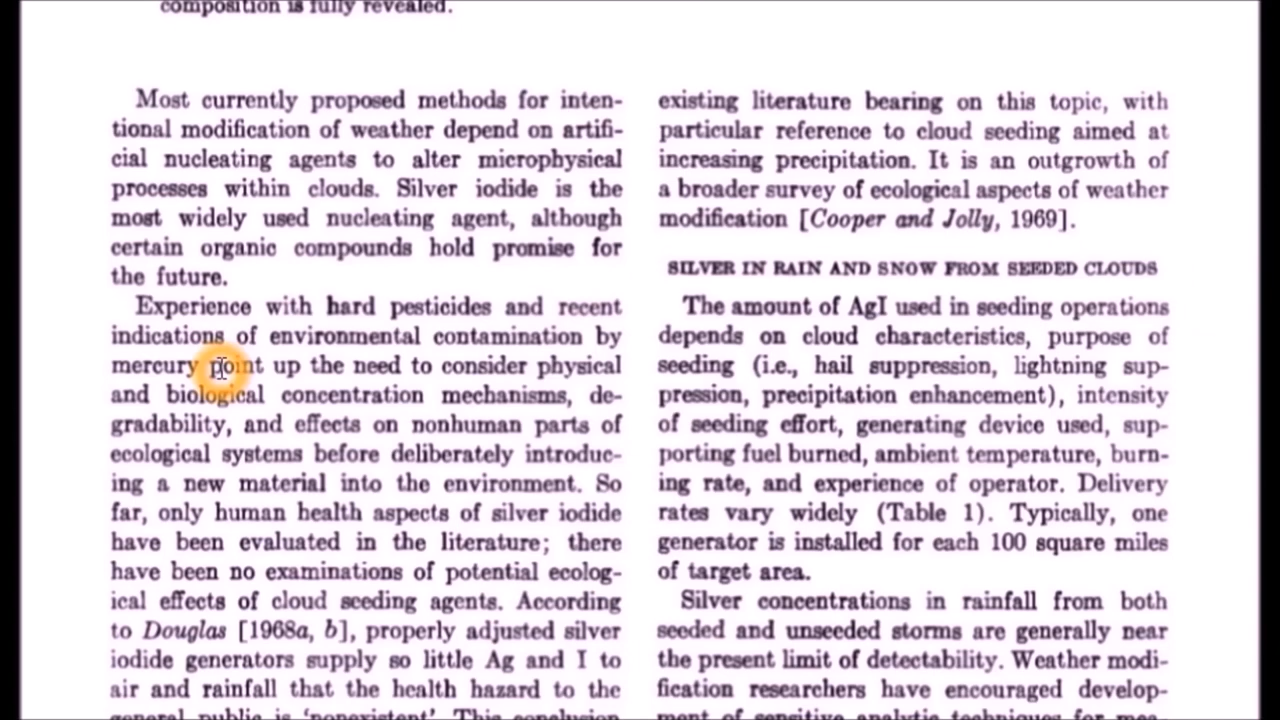 composition is fully revealed.
Most currently proposed methods for inten-
tional modification of weather depend on artifi-
cial nucleating agents to alter microphysical
processes within clouds. Silver iodide is the
most widely used nucleating agent, although
certain organic compounds hold promise for
the future.
Experience with hard pesticides and recent
indications of environmental contamination by
mercury point up the need to consider physical
and biological concentration mechanisms, de-
gradability, and effects on nonhuman parts of
ecological systems before deliberately introduc-
ing a new material into the environment. So
far, only human health aspects of silver iodide
have been evaluated in the literature; there
have been no examinations of potential ecolog-
ical effects of cloud seeding agents. According
to Douglas [1968a, b], properly adjusted silver
iodide generators supply so little Ag and I to
air and rainfall that the health hazard to the
general public is 'nonexistent'. This conclusion
existing literature bearing on this topic, with
particular reference to cloud seeding aimed at
increasing precipitation. It is an outgrowth of
a broader survey of ecological aspects of weather
modification [Cooper and Jolly, 1969].
SILVER IN RAIN AND SNOW FROM SEEDED CLOUDS
The amount of AgI used in seeding operations
depends on cloud characteristics, purpose of
seeding (i.e., hail suppression, lightning sup-
pression, precipitation enhancement), intensity
of seeding effort, generating device used, sup-
porting fuel burned, ambient temperature, burn-
ing rate, and experience of operator. Delivery
rates vary widely (Table 1). Typically, one
generator is installed for each 100 square miles
of target area.
Silver concentrations in rainfall from both
seeded and unseeded storms are generally near
the present limit of detectability. Weather modi-
fication researchers have encouraged develop-
ment of sensitive analytic techniques for